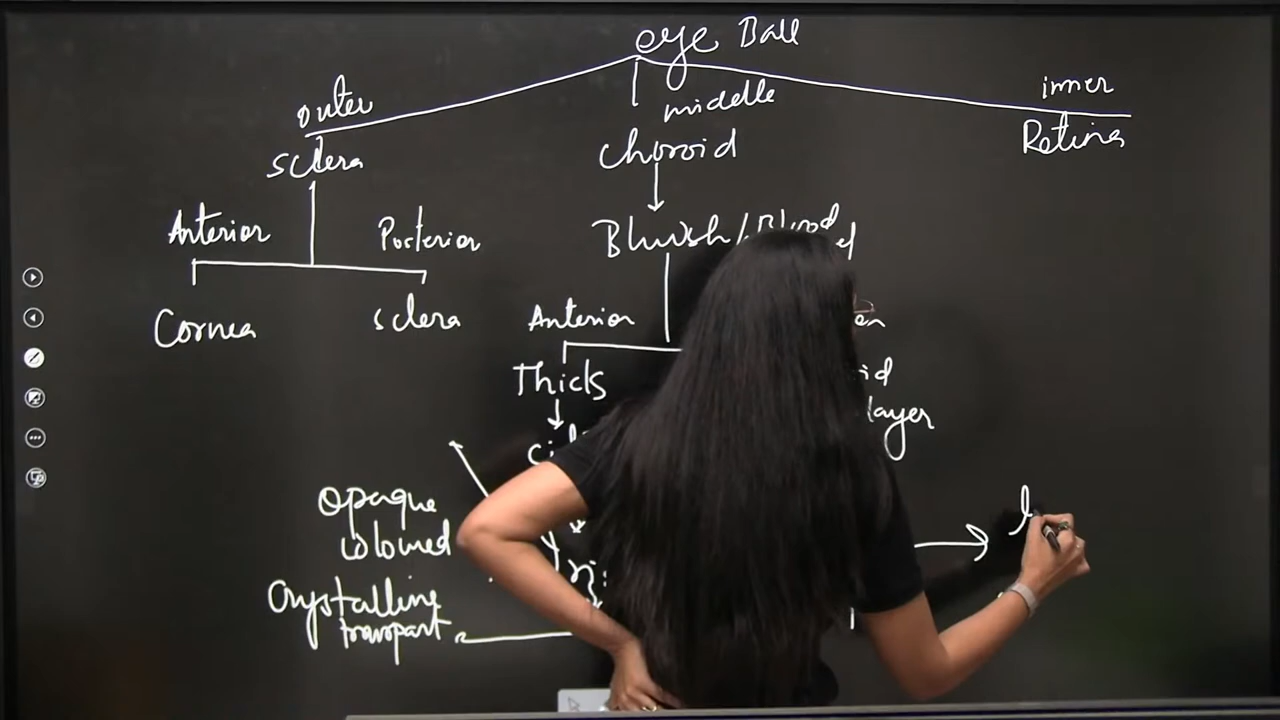 eye Ball
outer
middle
inner
Sclera
Choroid
Retina
Anterior
Posterior
Bluish / Blood
Cornea
sclera
Anterior
Thick
layer
Opaque
coloured
Crystalline
transpart